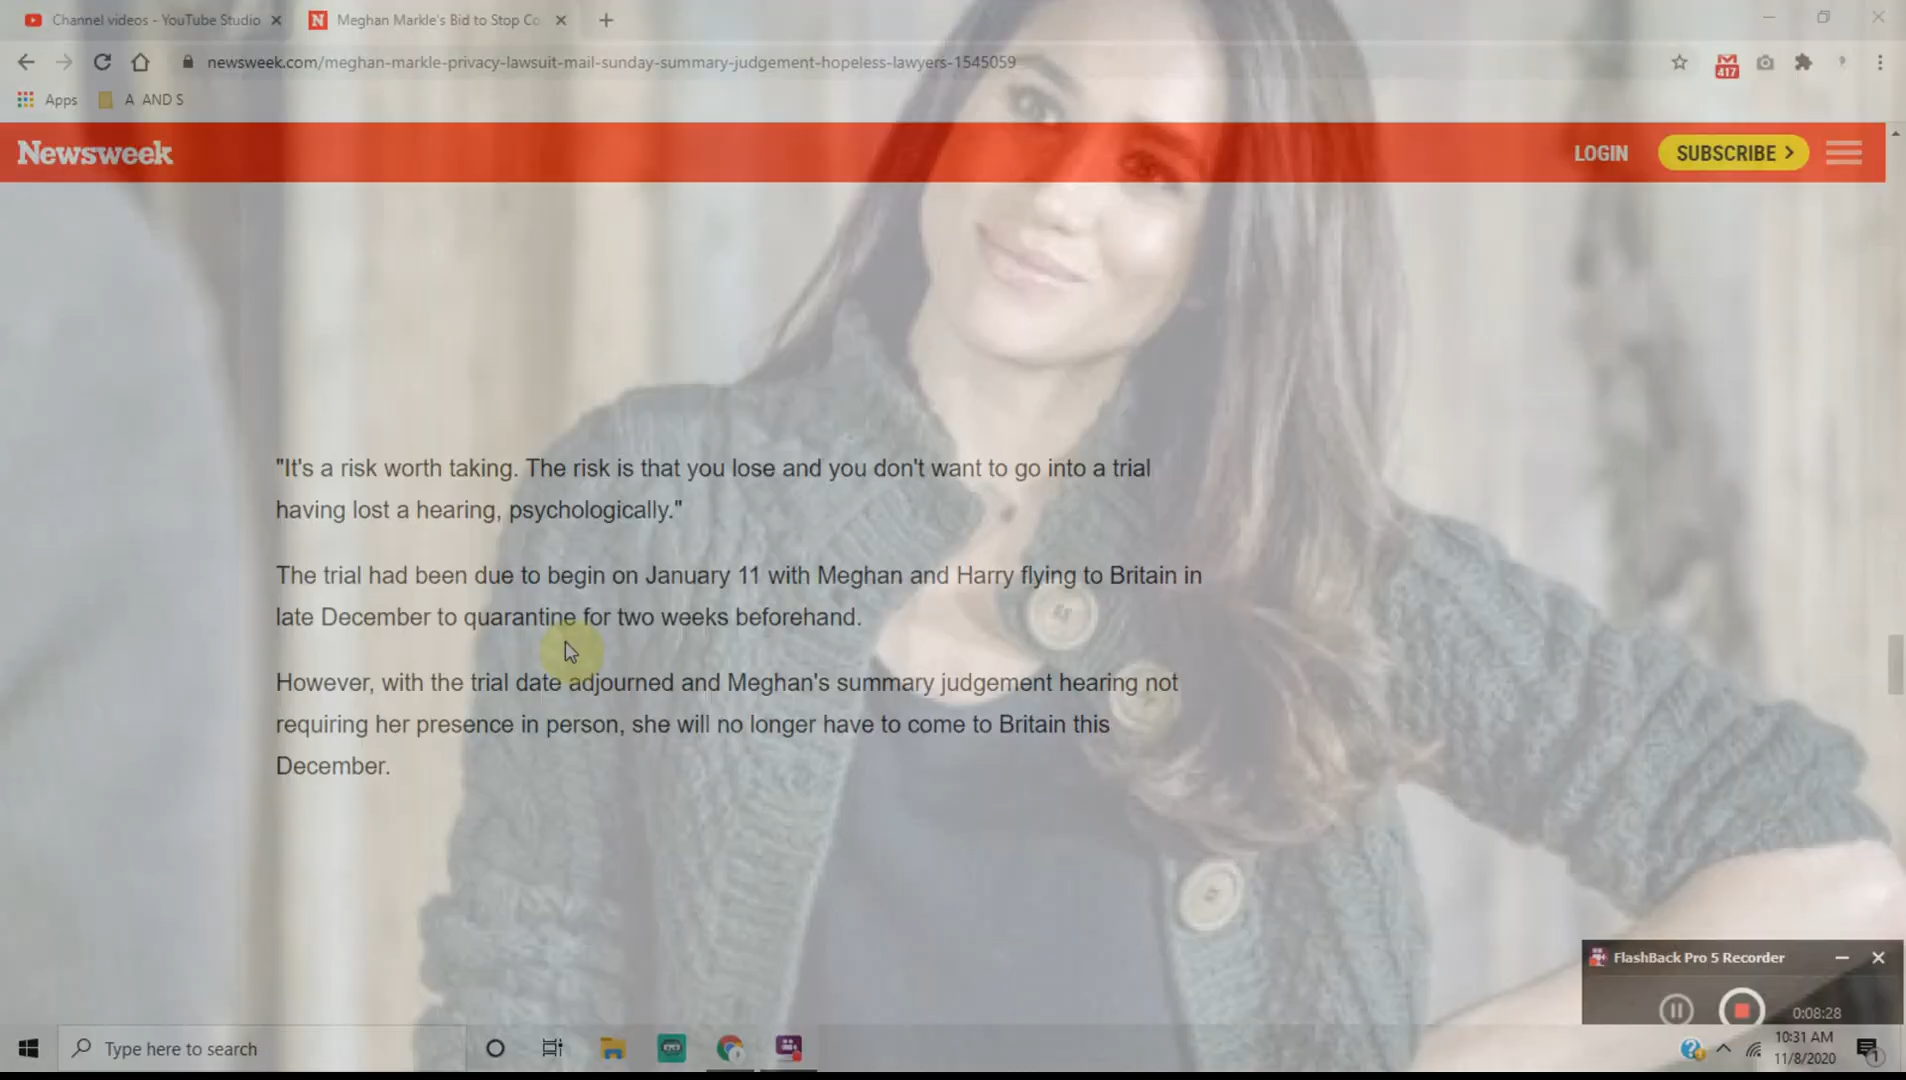 Channel videos - YouTube Studio
Meghan Markle's Bid to Stop Co
newsweek.com/meghan-markle-privacy-lawsuit-mail-sunday-summary-judgement-hopeless-lawyers-1545059
417
Apps
A AND S
Newsweek
LOGIN
SUBSCRIBE >
"It's a risk worth taking. The risk is that you lose and you don't want to go into a trial
having lost a hearing, psychologically."
The trial had been due to begin on January 11 with Meghan and Harry flying to Britain in
late December to quarantine for two weeks beforehand.
However, with the trial date adjourned and Meghan's summary judgement hearing not
requiring her presence in person, she will no longer have to come to Britain this
December.
FlashBack Pro 5 Recorder
0:08:28
Type here to search
10:31 AM
11/8/2020
1